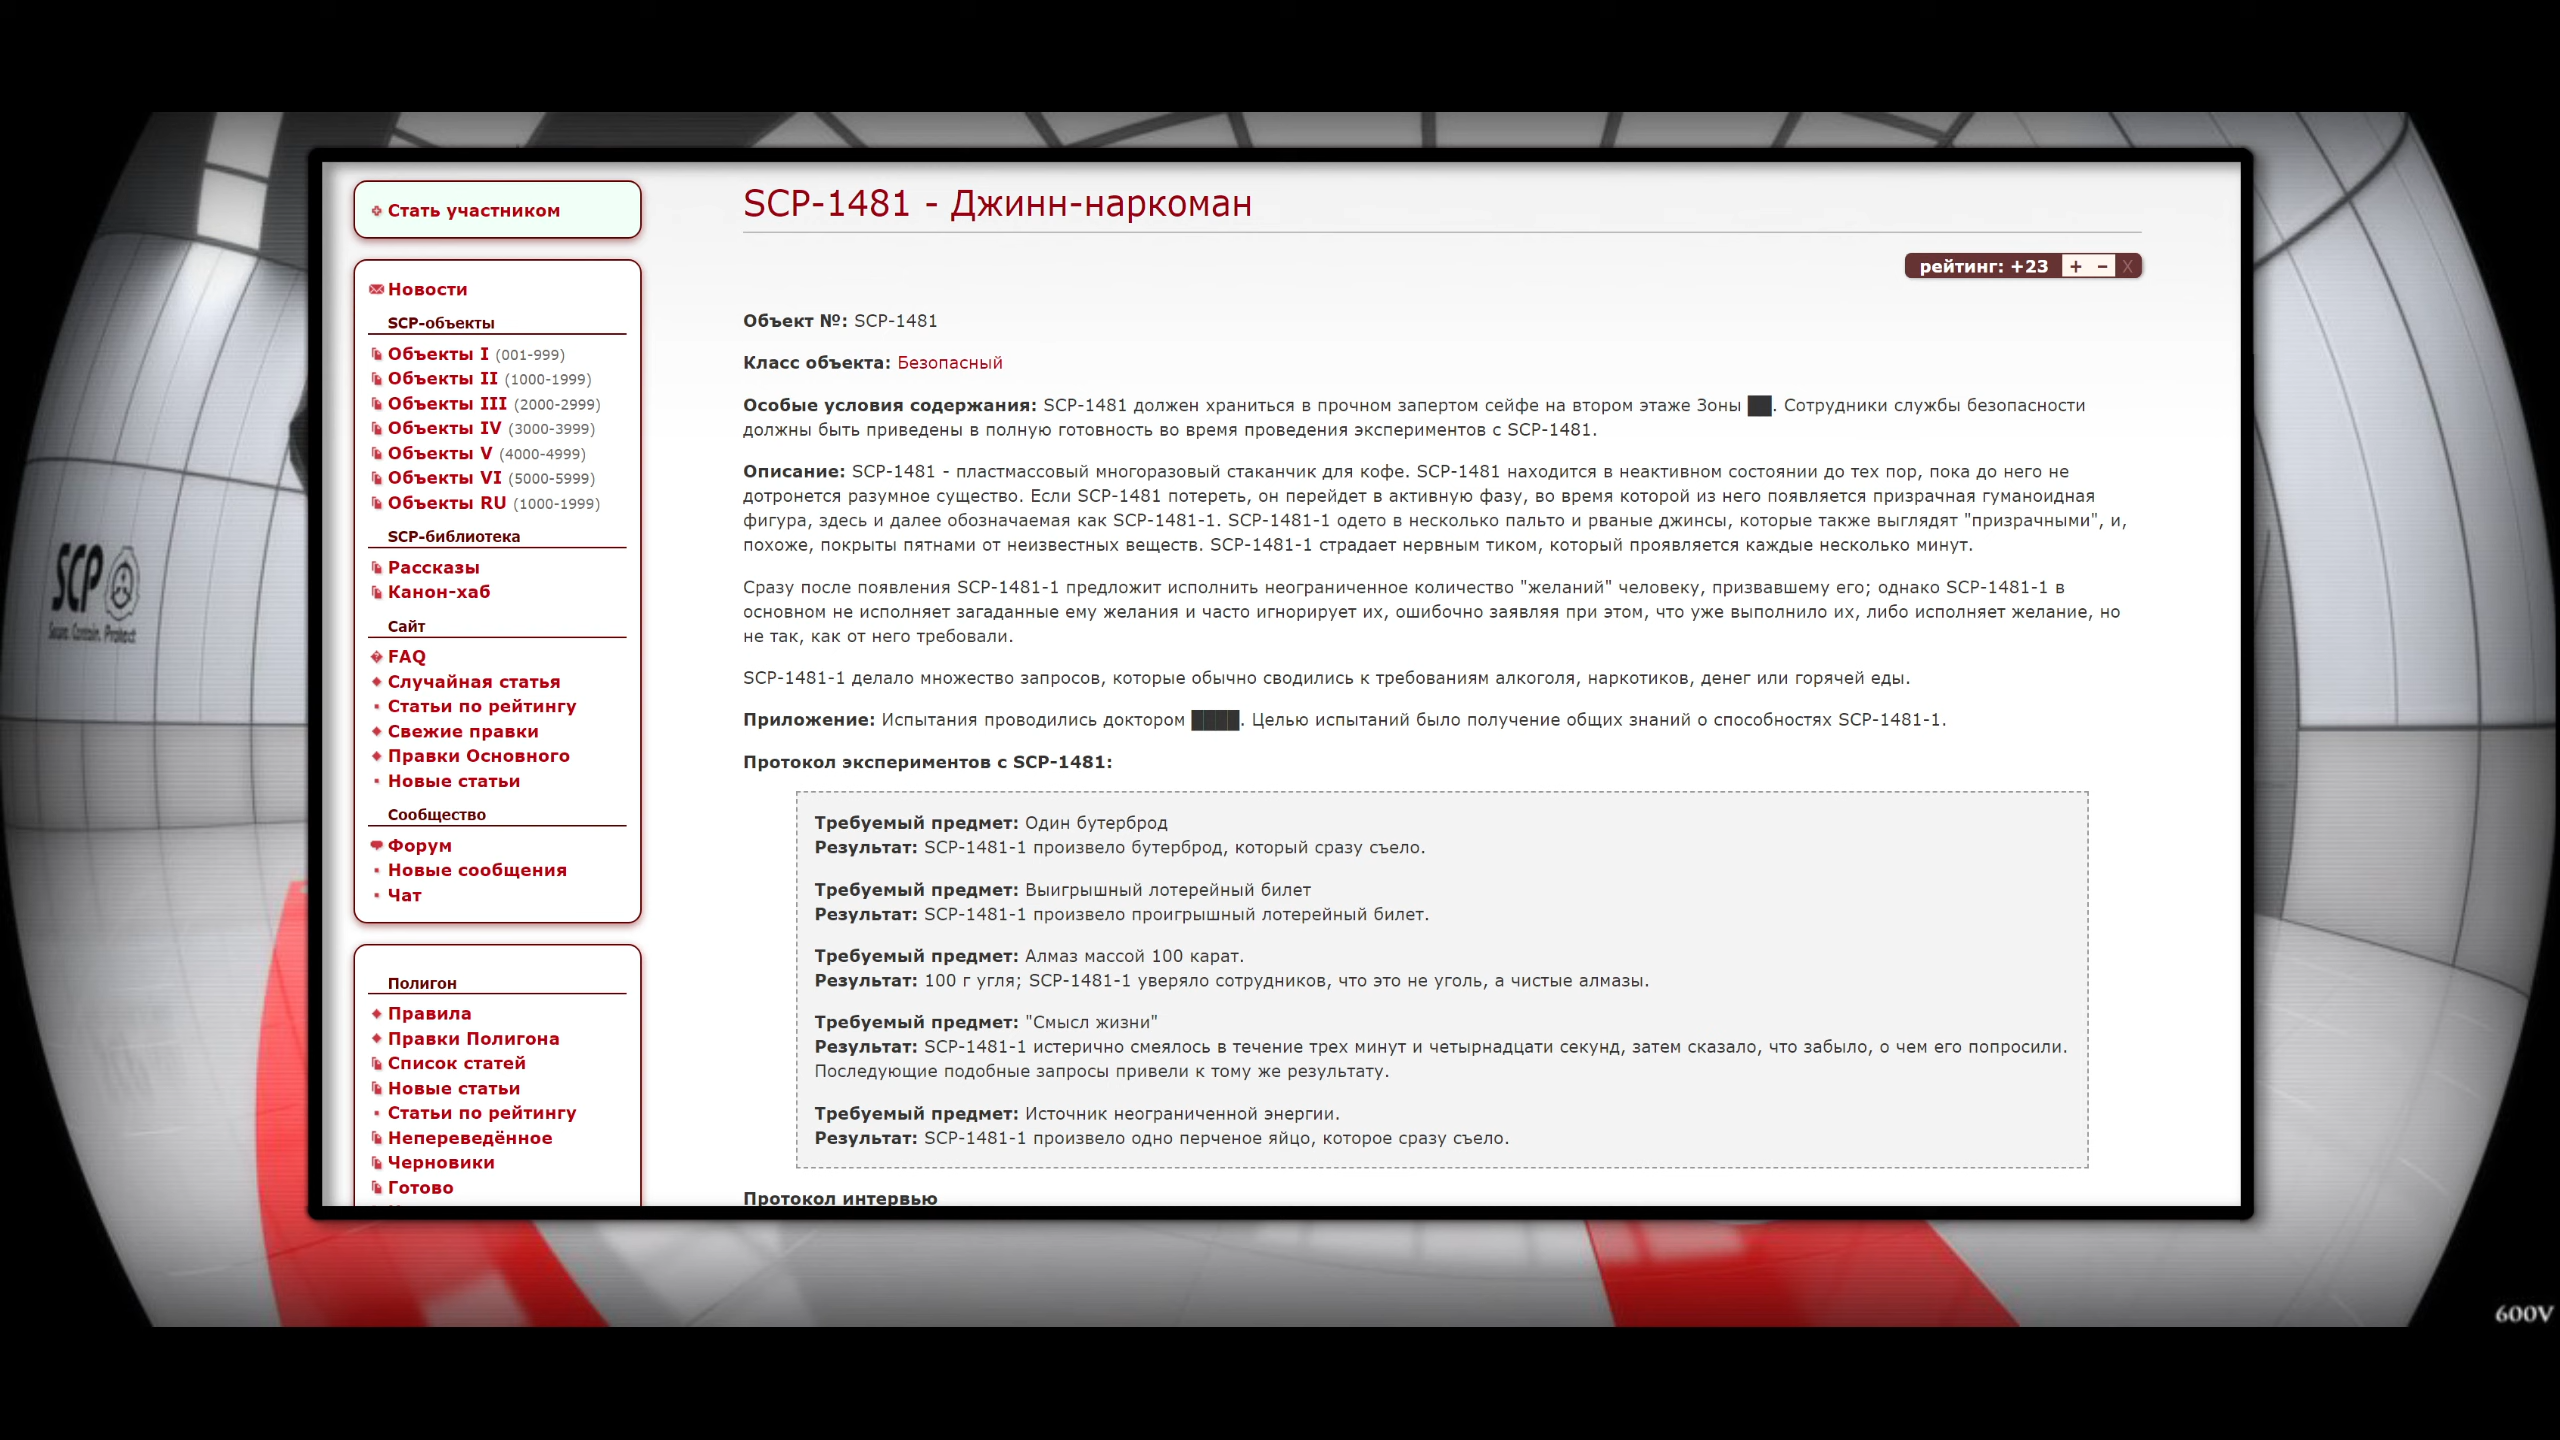 Стать участником
Новости
SCP-объекты
Объекты I (001-999)
Объекты II (1000-1999)
Объекты III (2000-2999)
Объекты IV (3000-3999)
Объекты V (4000-4999)
Объекты VI (5000-5999)
Объекты RU (1000-1999)
SCP-библиотека
Рассказы
Канон-хаб
Сайт
FAQ
Случайная статья
Статьи по рейтингу
Свежие правки
Правки Основного
Новые статьи
Сообщество
Форум
Новые сообщения
Чат
Полигон
Правила
Правки Полигона
Список статей
Новые статьи
Статьи по рейтингу
Непереведённое
Черновики
Готово
SCP-1481 - Джинн-наркоман
рейтинг: +23 + − X
Объект №: SCP-1481
Класс объекта: Безопасный
Особые условия содержания: SCP-1481 должен храниться в прочном запертом сейфе на втором этаже Зоны ██. Сотрудники службы безопасности
должны быть приведены в полную готовность во время проведения экспериментов с SCP-1481.
Описание: SCP-1481 - пластмассовый многоразовый стаканчик для кофе. SCP-1481 находится в неактивном состоянии до тех пор, пока до него не
дотронется разумное существо. Если SCP-1481 потереть, он перейдет в активную фазу, во время которой из него появляется призрачная гуманоидная
фигура, здесь и далее обозначаемая как SCP-1481-1. SCP-1481-1 одето в несколько пальто и рваные джинсы, которые также выглядят "призрачными", и,
похоже, покрыты пятнами от неизвестных веществ. SCP-1481-1 страдает нервным тиком, который проявляется каждые несколько минут.
Сразу после появления SCP-1481-1 предложит исполнить неограниченное количество "желаний" человеку, призвавшему его; однако SCP-1481-1 в
основном не исполняет загаданные ему желания и часто игнорирует их, ошибочно заявляя при этом, что уже выполнило их, либо исполняет желание, но
не так, как от него требовали.
SCP-1481-1 делало множество запросов, которые обычно сводились к требованиям алкоголя, наркотиков, денег или горячей еды.
Приложение: Испытания проводились доктором ████. Целью испытаний было получение общих знаний о способностях SCP-1481-1.
Протокол экспериментов с SCP-1481:
Требуемый предмет: Один бутерброд
Результат: SCP-1481-1 произвело бутерброд, который сразу съело.
Требуемый предмет: Выигрышный лотерейный билет
Результат: SCP-1481-1 произвело проигрышный лотерейный билет.
Требуемый предмет: Алмаз массой 100 карат.
Результат: 100 г угля; SCP-1481-1 уверяло сотрудников, что это не уголь, а чистые алмазы.
Требуемый предмет: "Смысл жизни"
Результат: SCP-1481-1 истерично смеялось в течение трех минут и четырнадцати секунд, затем сказало, что забыло, о чем его попросили.
Последующие подобные запросы привели к тому же результату.
Требуемый предмет: Источник неограниченной энергии.
Результат: SCP-1481-1 произвело одно перченое яйцо, которое сразу съело.
Протокол интервью
SCP
Secure. Contain. Protect
600V